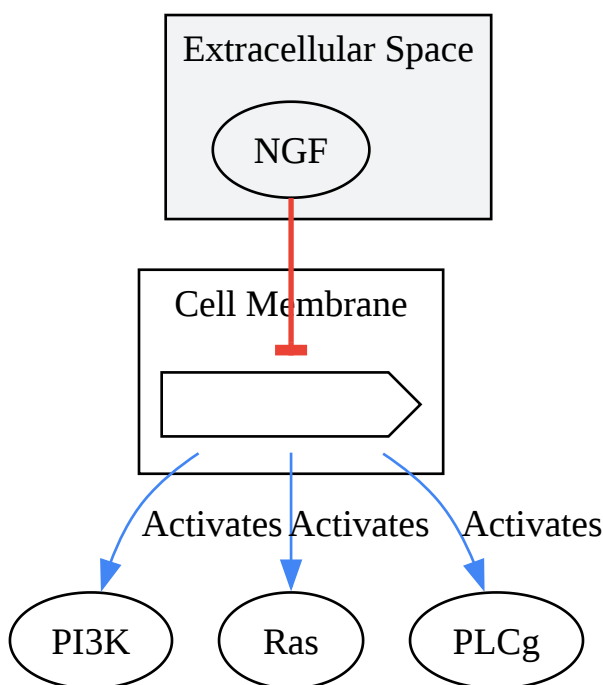 Extracellular Space
NGF
Cell Membrane
Activates Activates Activates
PI3K Ras PLCg